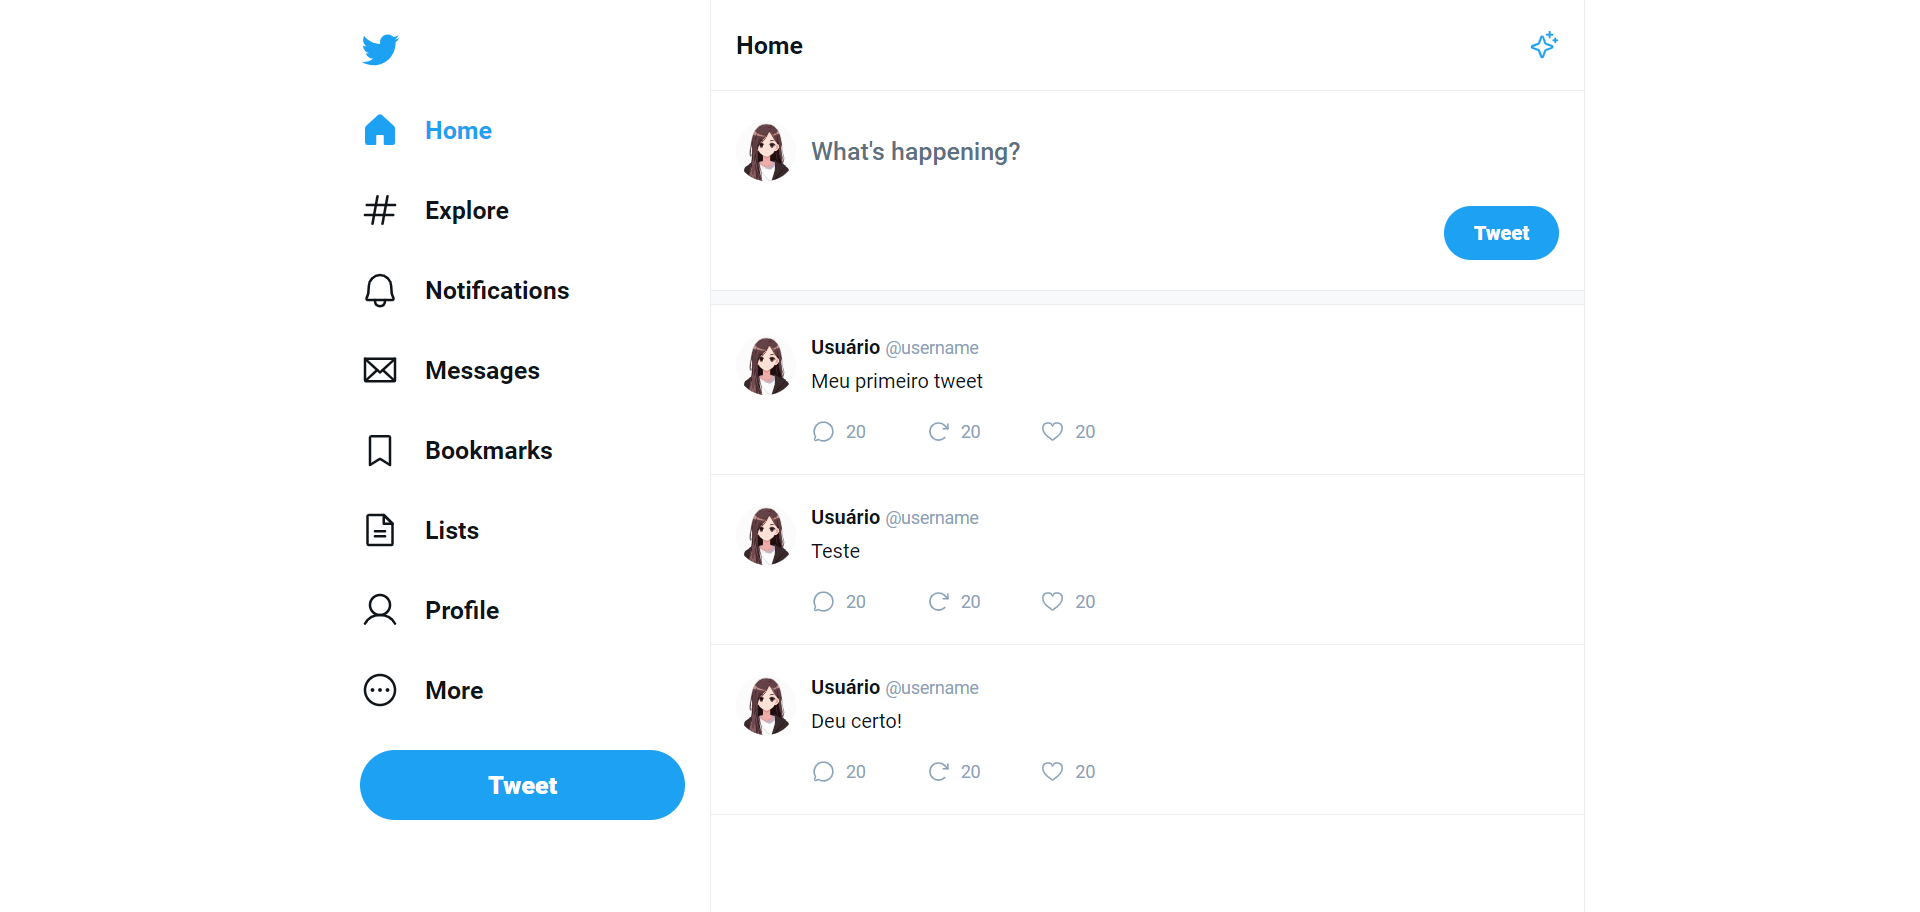 Home
Explore
Notifications
Messages
Bookmarks
Lists
Profile
More
Tweet
Home
What's happening?
Tweet
Usuário @username
Meu primeiro tweet
20 20 20
Usuário @username
Teste
20 20 20
Usuário @username
Deu certo!
20 20 20